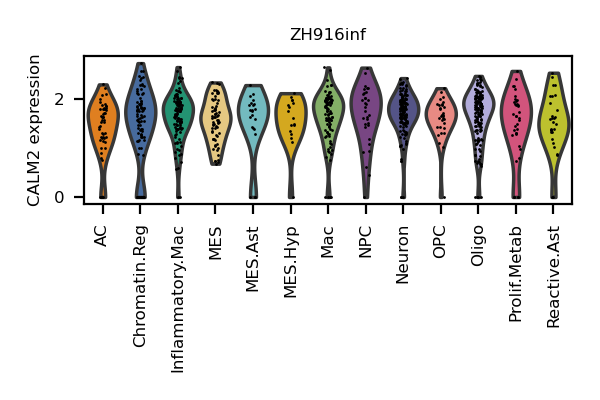 ZH916inf
CALM2 expression
2
0
AC
Chromatin.Reg
Inflammatory.Mac
MES
MES.Ast
MES.Hyp
Mac
NPC
Neuron
OPC
Oligo
Prolif.Metab
Reactive.Ast